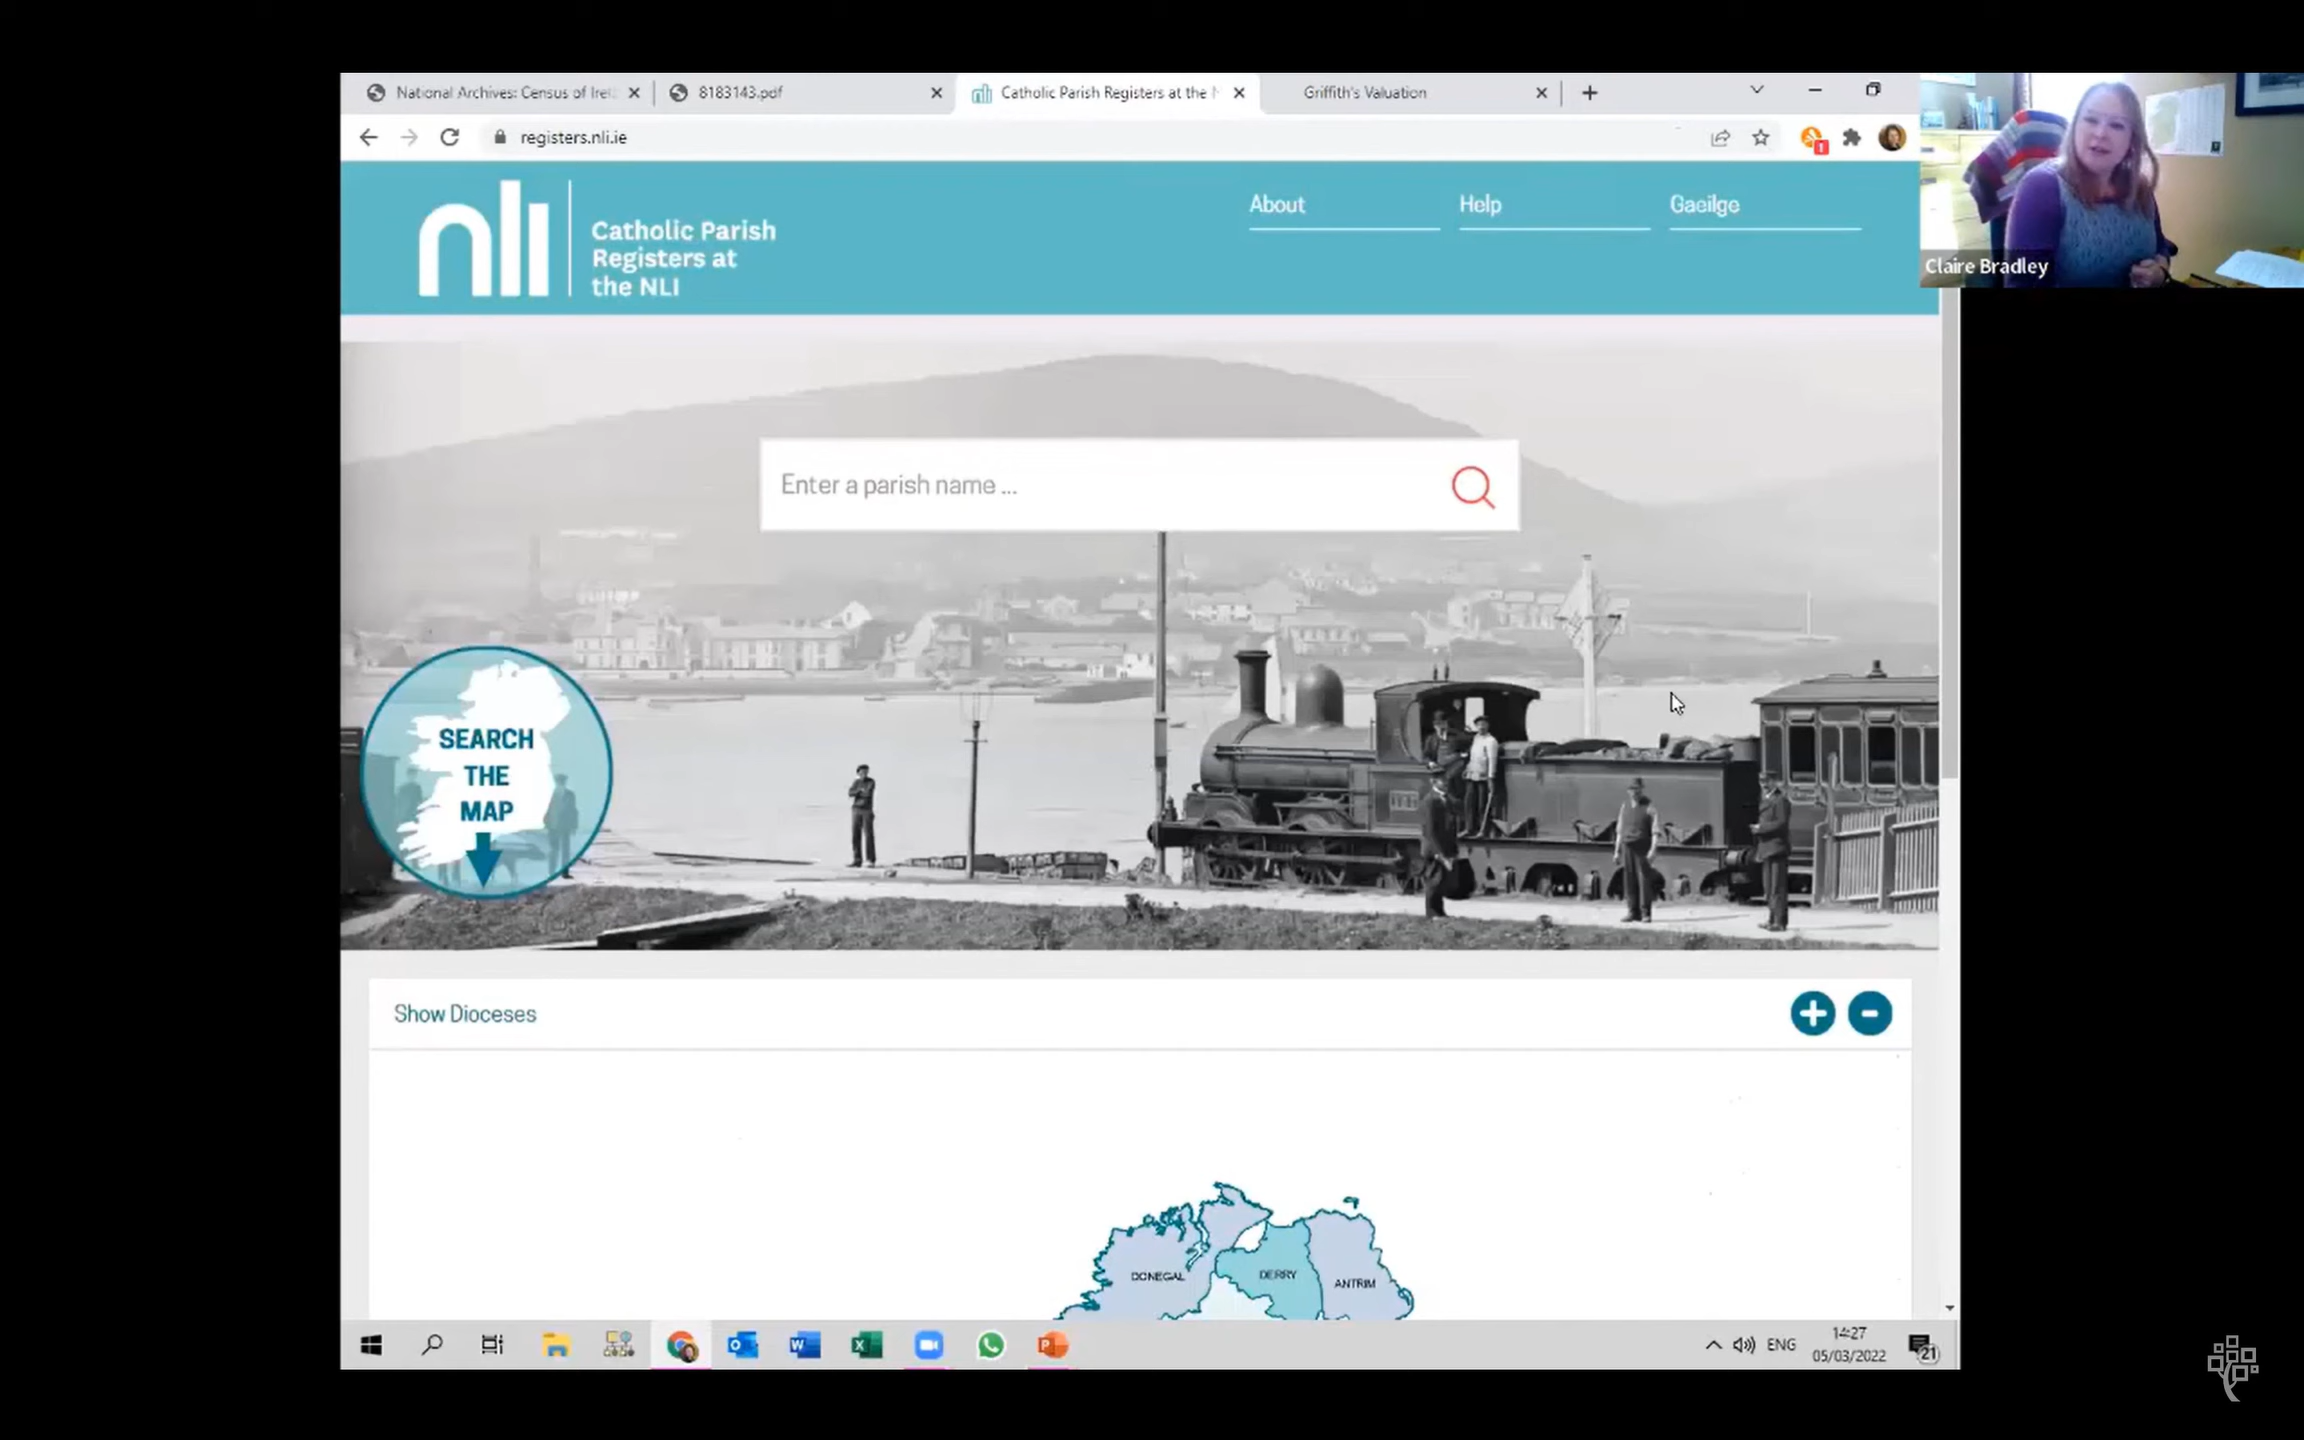 National Archives: Census of Irel
8183143.pdf
Catholic Parish Registers at the N
Griffith's Valuation
registers.nli.ie
nli
Catholic Parish
Registers at
the NLI
About
Help
Gaeilge
Claire Bradley
Enter a parish name ...
SEARCH
THE
MAP
Show Dioceses
DONEGAL
DERRY
ANTRIM
ENG
14:27
05/03/2022
21